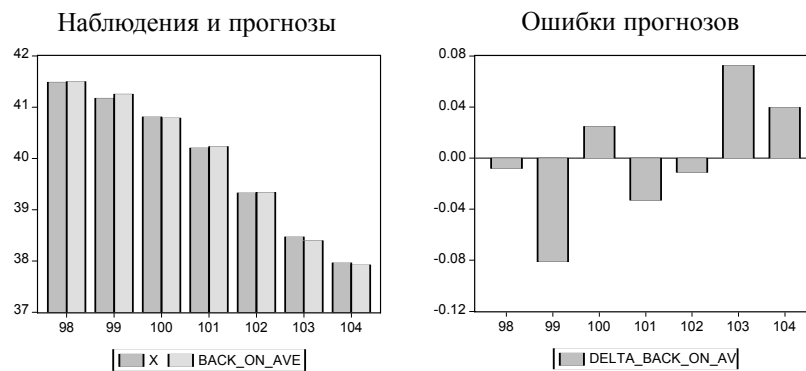 Наблюдения и прогнозы
42
41
40
39
38
37
98 99 100 101 102 103 104
X BACK_ON_AVE
Ошибки прогнозов
0.08
0.04
0.00
-0.04
-0.08
-0.12
98 99 100 101 102 103 104
DELTA_BACK_ON_AV